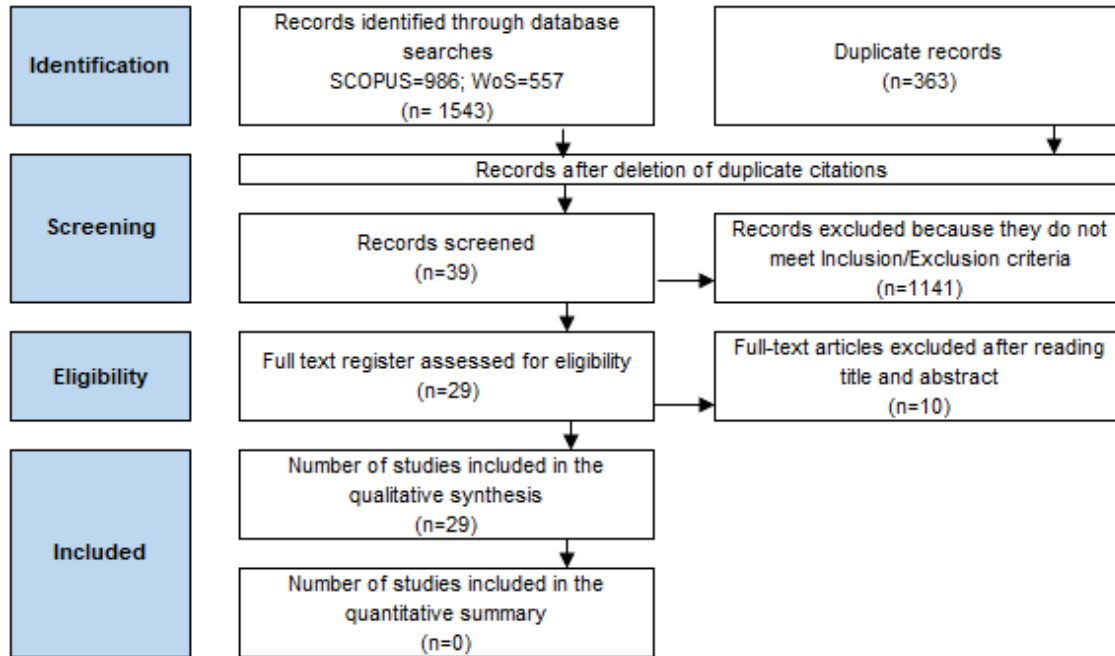 Identification
Records identified through database
searches
SCOPUS=986; WoS=557
(n= 1543)
Duplicate records
(n=363)
Screening
Records after deletion of duplicate citations
Records screened
(n=39)
Records excluded because they do not
meet Inclusion/Exclusion criteria
(n=1141)
Eligibility
Full text register assessed for eligibility
(n=29)
Full-text articles excluded after reading
title and abstract
(n=10)
Included
Number of studies included in the
qualitative synthesis
(n=29)
Number of studies included in the
quantitative summary
(n=0)